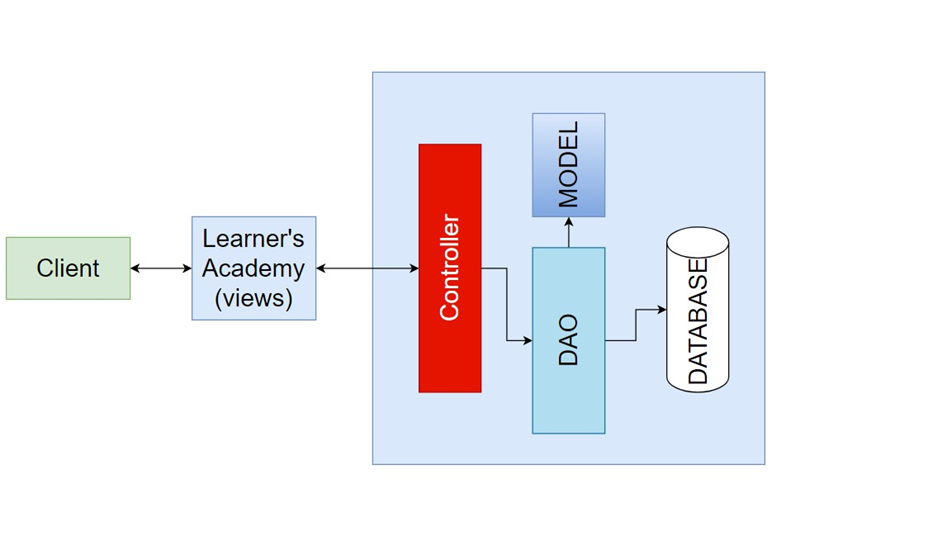 Client
Learner's
Academy
(views)
Controller
MODEL
DAO
DATABASE